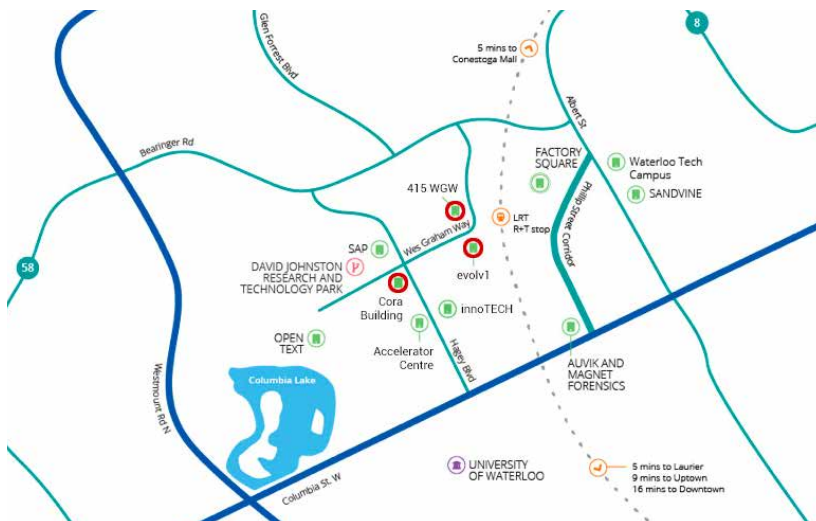 8
Glen Forrest Blvd
5 mins to
Conestoga Mall
Albert St
Bearinger Rd
FACTORY
SQUARE
Waterloo Tech
Campus
SANDVINE
415 WGW
Phillip Street Corridor
LRT
R+T stop
Wes Graham Way
SAP
58
DAVID JOHNSTON
RESEARCH AND
TECHNOLOGY PARK
evolv1
Cora
Building
innoTECH
OPEN
TEXT
Accelerator
Centre
Hagey Blvd
AUVIK AND
MAGNET
FORENSICS
Columbia Lake
Westmount Rd N
UNIVERSITY
OF WATERLOO
5 mins to Laurier
9 mins to Uptown
16 mins to Downtown
Columbia St. W